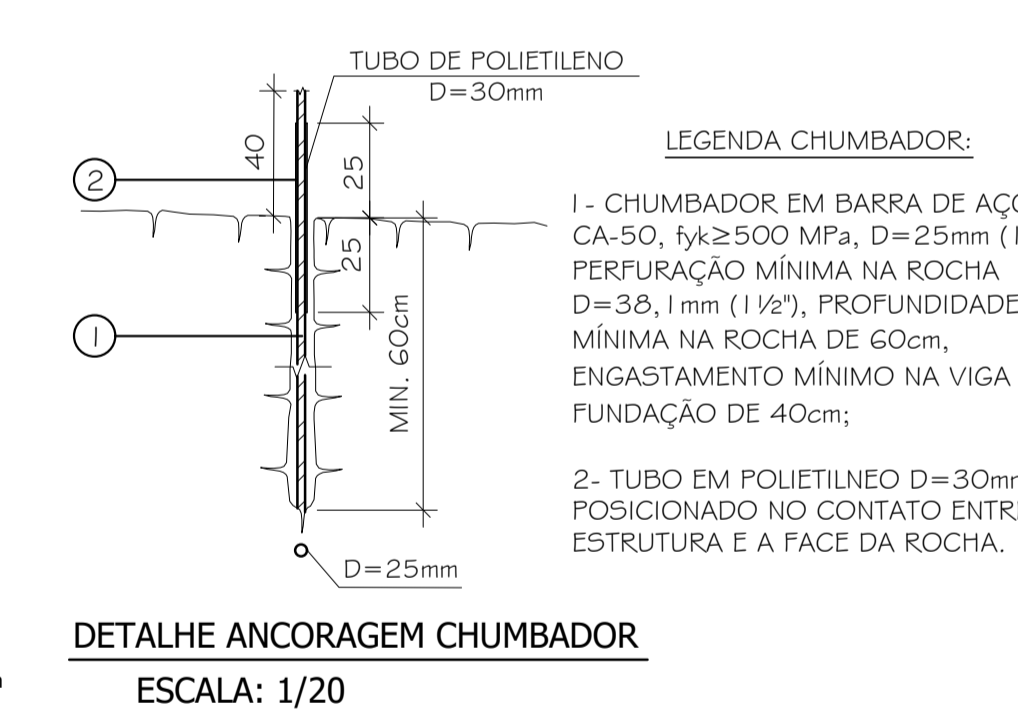 TUBO DE POLIETILENO
D=30mm
40
25
25
2
1
MIN. 60cm
D=25mm
LEGENDA CHUMBADOR:
1 - CHUMBADOR EM BARRA DE AÇO
CA-50, fyk≥500 MPa, D=25mm (1
PERFURAÇÃO MÍNIMA NA ROCHA
D=38,1mm (1 ½"), PROFUNDIDADE
MÍNIMA NA ROCHA DE 60cm,
ENGASTAMENTO MÍNIMO NA VIGA
FUNDAÇÃO DE 40cm;
2- TUBO EM POLIETILNEO D=30mm
POSICIONADO NO CONTATO
ESTRUTURA E A FACE DA ROCHA.
DETALHE ANCORAGEM CHUMBADOR
ESCALA: 1/20